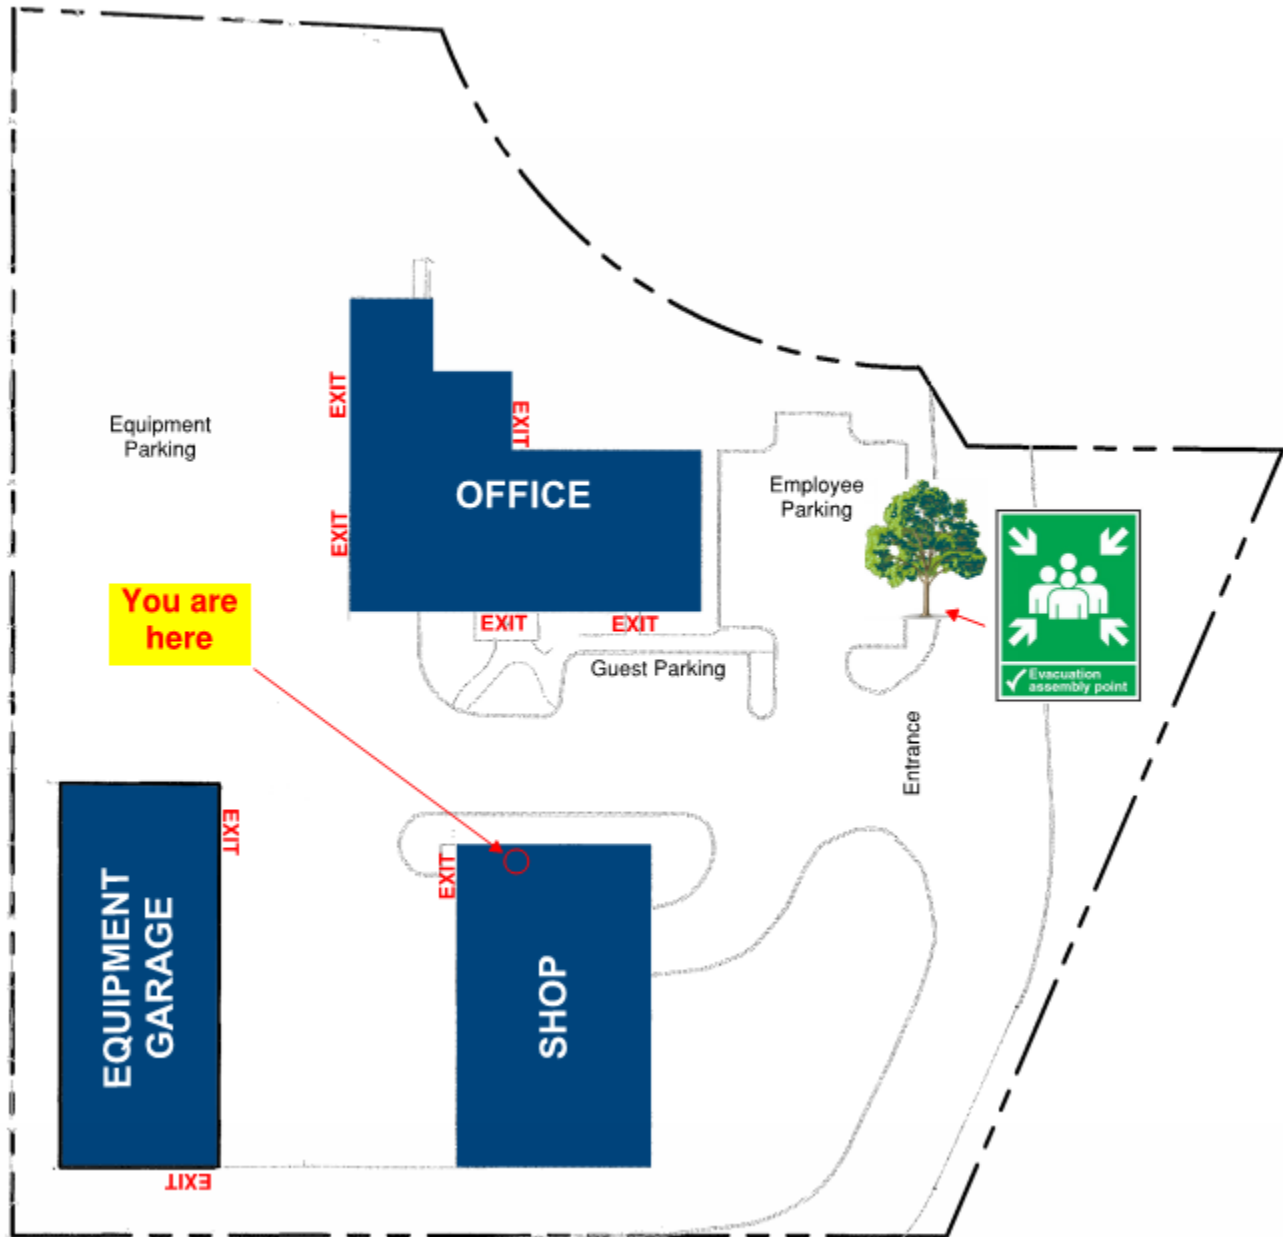 EXIT
EXIT
Equipment
Parking
OFFICE
Employee
Parking
EXIT
You are
here
EXIT
EXIT
Guest Parking
Evacuation
assembly point
Entrance
EXIT
EXIT
EQUIPMENT
GARAGE
SHOP
EXIT